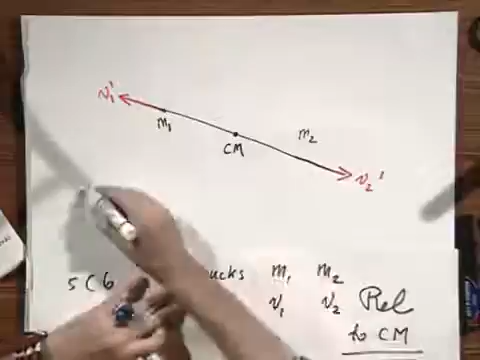 v₁'
m₁
CM
m₂
v₂'
5C6 ucks m₁ m₂
v₁ v₂ Rel
to CM